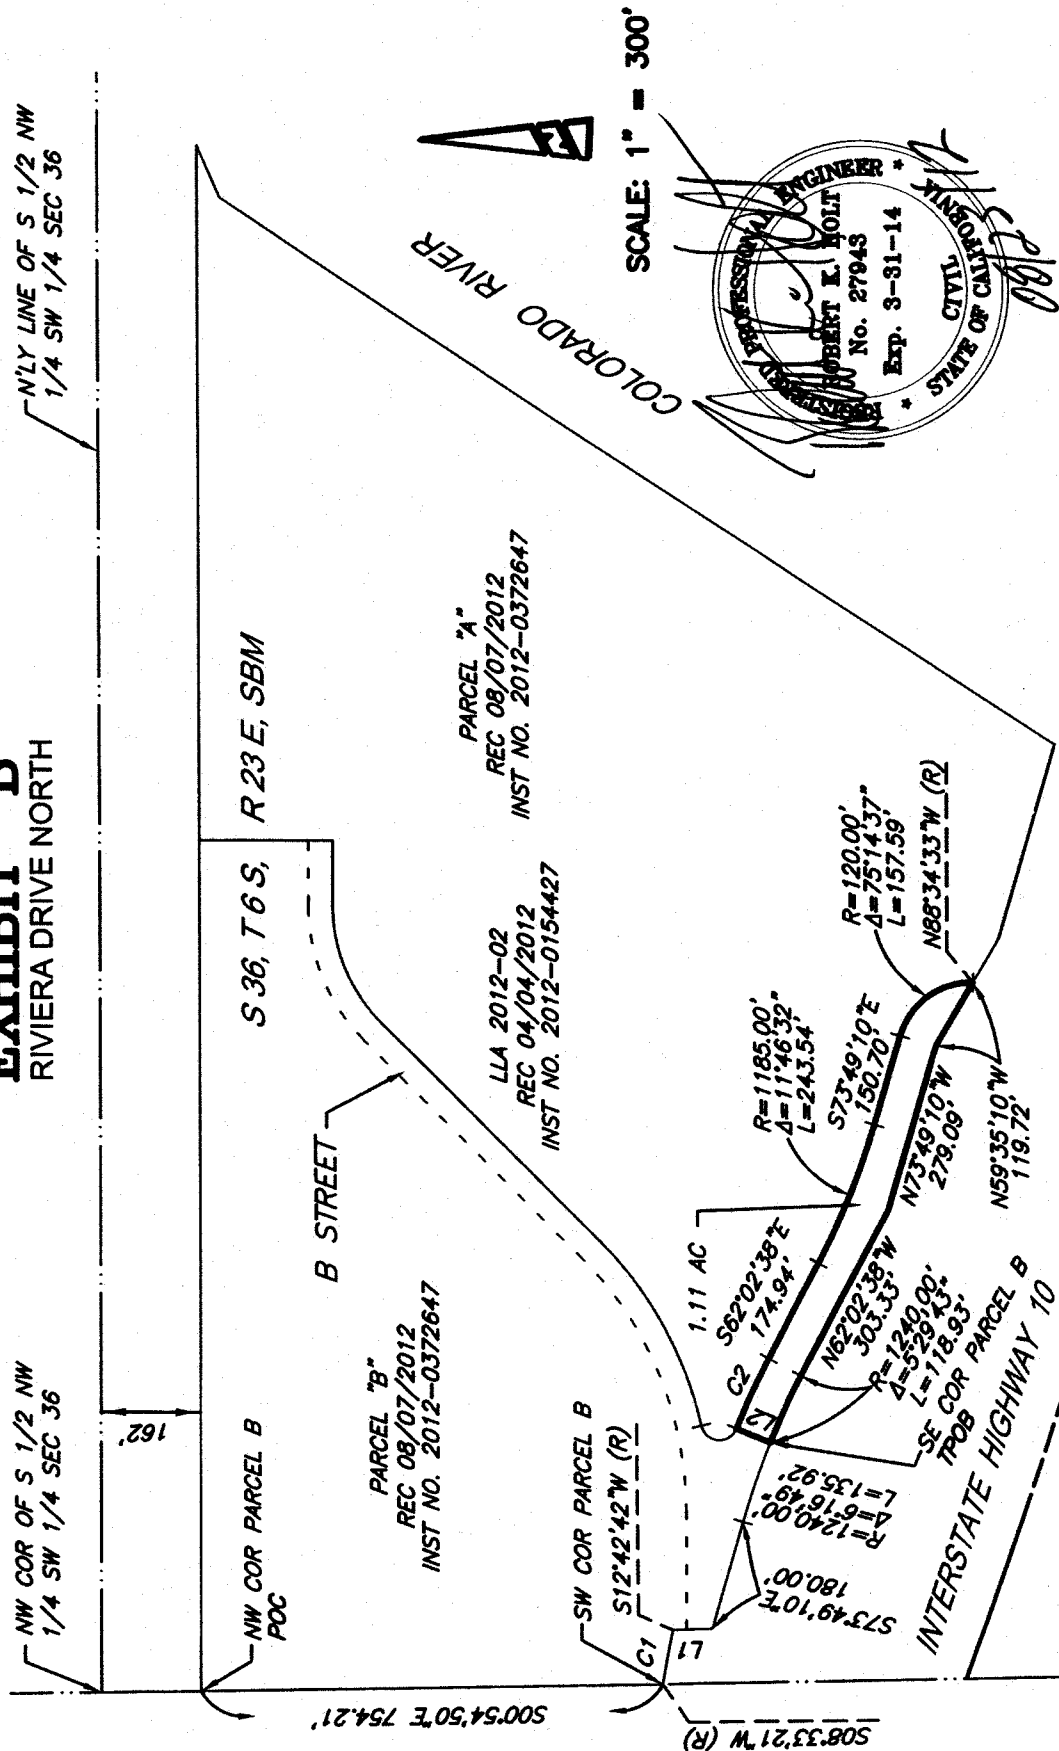 EXHIBIT "B"
RIVIERA DRIVE NORTH
NW COR OF S 1/2 NW
1/4 SW 1/4 SEC 36
N'LY LINE OF S 1/2 NW
1/4 SW 1/4 SEC 36
162'
NW COR PARCEL B
POC
S 36, T 6 S, R 23 E, SBM
B STREET
PARCEL "B"
REC 08/07/2012
INST NO. 2012-0372647
LLA 2012-02
REC 04/04/2012
INST NO. 2012-0154427
PARCEL "A"
REC 08/07/2012
INST NO. 2012-0372647
COLORADO RIVER
SCALE: 1" = 300'
S00°54'50"E 754.21'
SW COR PARCEL B
S12°42'42"W (R)
C1
L1
S08°33'21"W (R)
S73°49'10"E
180.00'
R=1240.00'
Δ=6°16'49"
L=135.92'
C2
L2
1.11 AC
S62°02'38"E
174.94'
R=1185.00'
Δ=11°46'32"
L=243.54'
S73°49'10"E
150.70'
R=120.00'
Δ=75°14'37"
L=157.59'
N88°34'33"W (R)
N62°02'38"W
303.33'
R=1240.00'
Δ=5°29'43"
L=118.93'
N73°49'10"W
279.09'
N59°35'10"W
119.72'
SE COR PARCEL B
TPOB
INTERSTATE HIGHWAY 10
REGISTERED PROFESSIONAL ENGINEER
ROBERT K. HOLT
No. 27943
Exp. 3-31-14
CIVIL
STATE OF CALIFORNIA